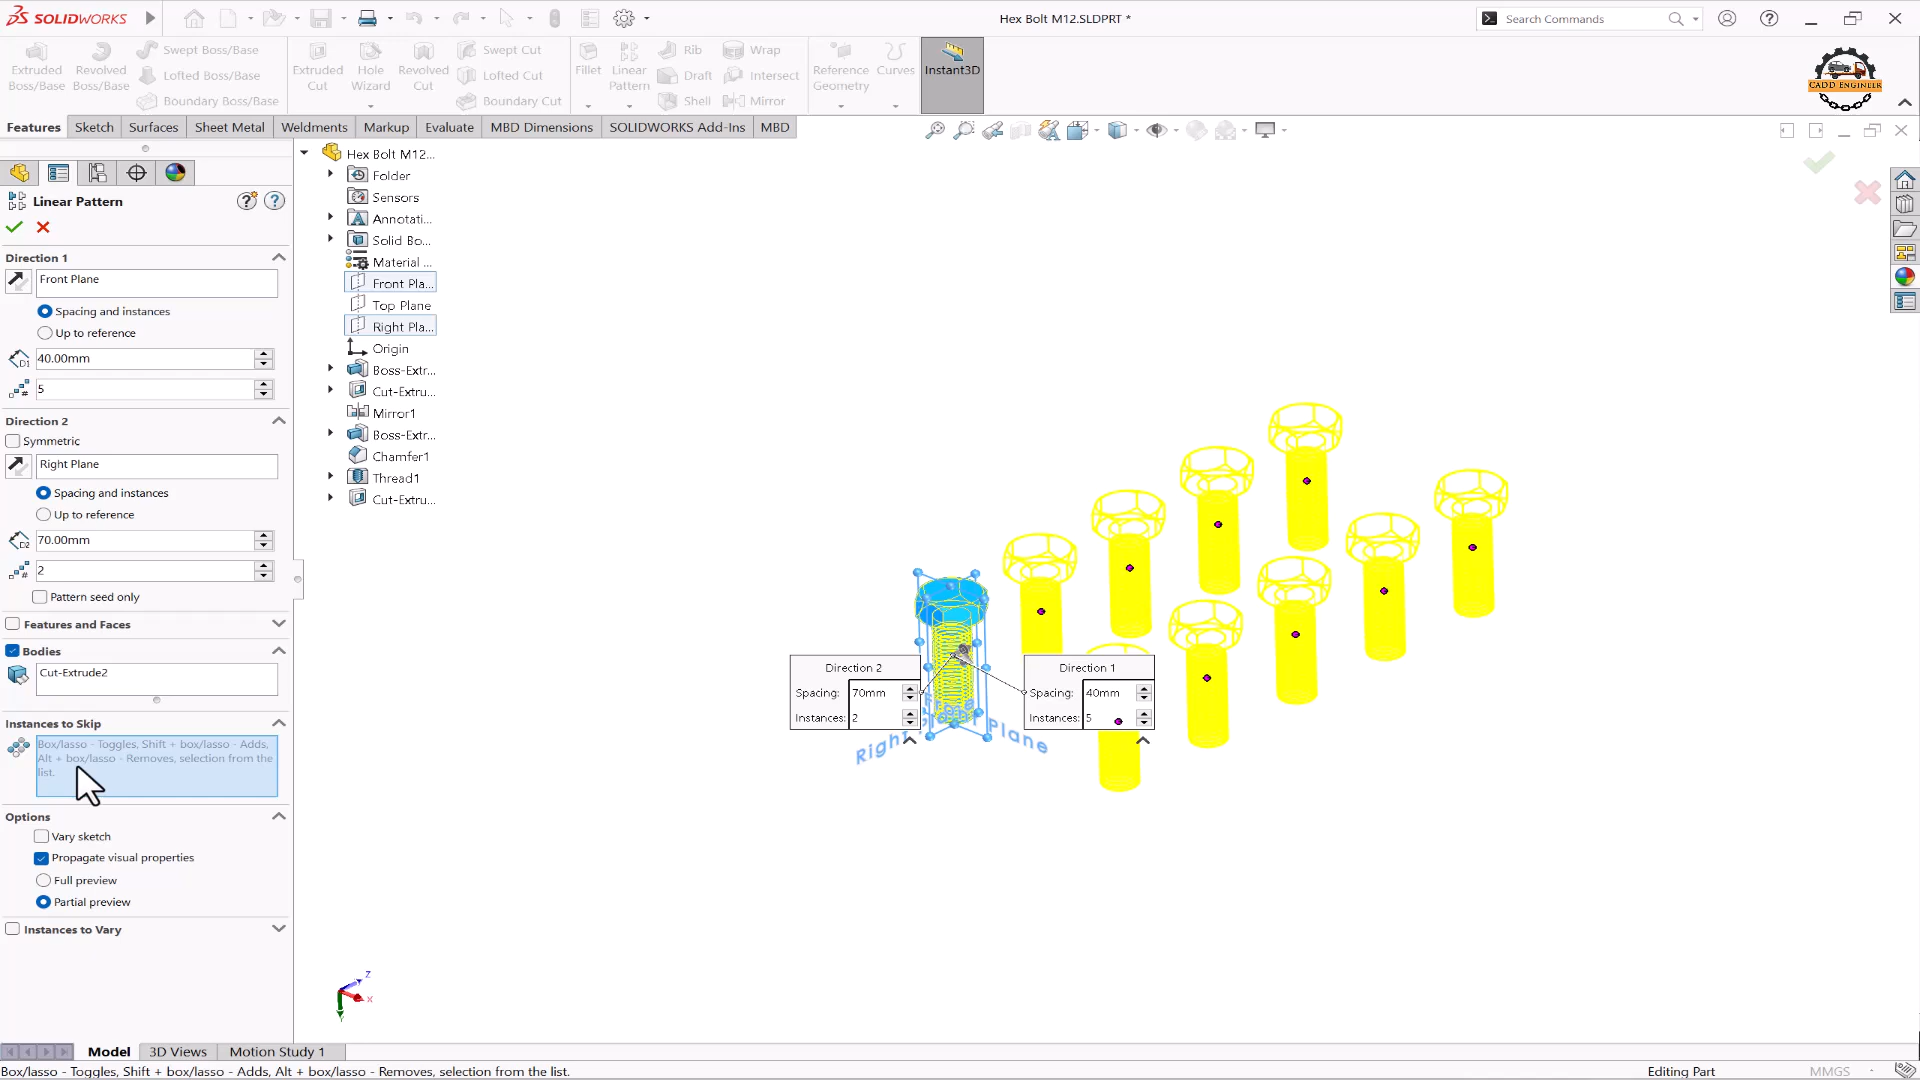 SOLIDWORKS
Hex Bolt M12.SLDPRT *
Search Commands
Extruded Boss/Base
Revolved Boss/Base
Swept Boss/Base
Lofted Boss/Base
Boundary Boss/Base
Extruded Cut
Hole Wizard
Revolved Cut
Swept Cut
Lofted Cut
Boundary Cut
Fillet
Linear Pattern
Rib
Draft
Shell
Wrap
Intersect
Mirror
Reference Geometry
Curves
Instant3D
CADD ENGINEER
Features
Sketch
Surfaces
Sheet Metal
Weldments
Markup
Evaluate
MBD Dimensions
SOLIDWORKS Add-Ins
MBD
Linear Pattern
Direction 1
Front Plane
Spacing and instances
Up to reference
D1
40.00mm
5
Direction 2
Symmetric
Right Plane
Spacing and instances
Up to reference
D2
70.00mm
2
Pattern seed only
Features and Faces
Bodies
Cut-Extrude2
Instances to Skip
Box/lasso - Toggles, Shift + box/lasso - Adds,
Alt + box/lasso - Removes, selection from the
list.
Options
Vary sketch
Propagate visual properties
Full preview
Partial preview
Instances to Vary
Hex Bolt M12...
Folder
Sensors
Annotati...
Solid Bo...
Material ...
Front Pla...
Top Plane
Right Pla...
Origin
Boss-Extr...
Cut-Extru...
Mirror1
Boss-Extr...
Chamfer1
Thread1
Cut-Extru...
Direction 2
Spacing: 70mm
Instances: 2
Direction 1
Spacing: 40mm
Instances: 5
Right
Plane
Z
X
Y
Model
3D Views
Motion Study 1
Box/lasso - Toggles, Shift + box/lasso - Adds, Alt + box/lasso - Removes, selection from the list.
Editing Part
MMGS